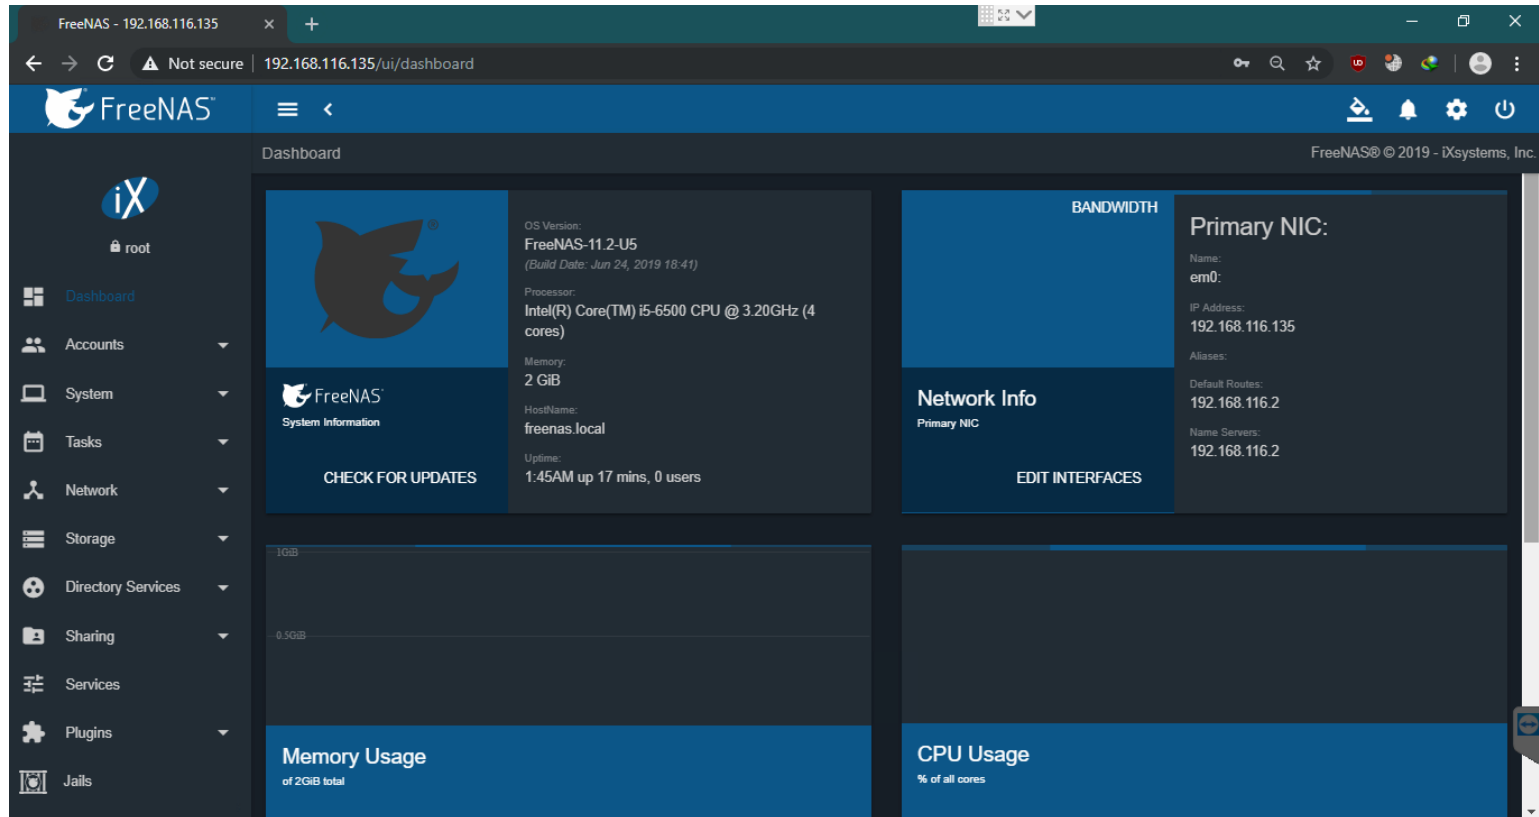 FreeNAS - 192.168.116.135
Not secure | 192.168.116.135/ui/dashboard
FreeNAS
Dashboard
FreeNAS® © 2019 - iXsystems, Inc.
iX
root
Dashboard
Accounts
System
Tasks
Network
Storage
Directory Services
Sharing
Services
Plugins
Jails
OS Version:
FreeNAS-11.2-U5
(Build Date: Jun 24, 2019 18:41)
Processor:
Intel(R) Core(TM) i5-6500 CPU @ 3.20GHz (4
cores)
Memory:
2 GiB
HostName:
freenas.local
Uptime:
1:45AM up 17 mins, 0 users
FreeNAS
System Information
CHECK FOR UPDATES
BANDWIDTH
Network Info
Primary NIC
EDIT INTERFACES
Primary NIC:
Name:
em0:
IP Address:
192.168.116.135
Aliases:
Default Routes:
192.168.116.2
Name Servers:
192.168.116.2
1GiB
0.5GiB
Memory Usage
of 2GiB total
CPU Usage
% of all cores